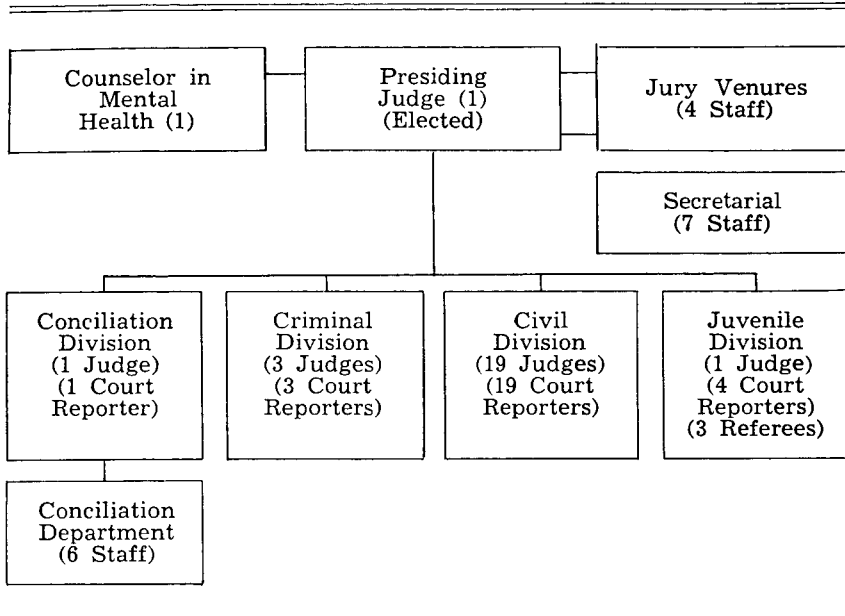 Counselor in
Mental
Health (1)
Presiding
Judge (1)
(Elected)
Jury Venures
(4 Staff)
Secretarial
(7 Staff)
Conciliation
Division
(1 Judge)
(1 Court
Reporter)
Criminal
Division
(3 Judges)
(3 Court
Reporters)
Civil
Division
(19 Judges)
(19 Court
Reporters)
Juvenile
Division
(1 Judge)
(4 Court
Reporters)
(3 Referees)
Conciliation
Department
(6 Staff)